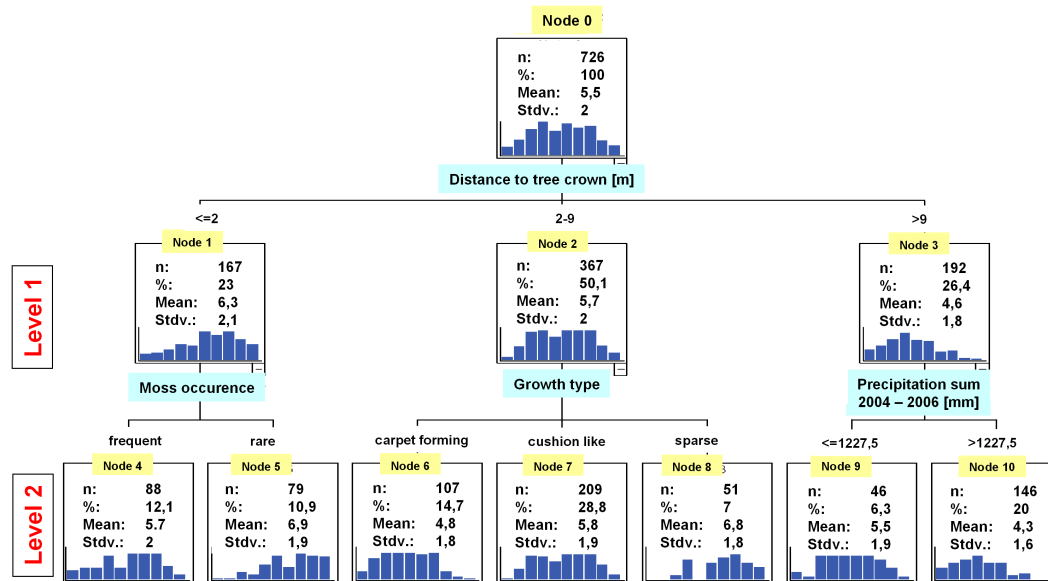 Node 0
n: 726
%: 100
Mean: 5,5
Stdv.: 2
Distance to tree crown [m]
<=2
2-9
>9
Level 1
Node 1
n: 167
%: 23
Mean: 6,3
Stdv.: 2,1
Moss occurence
Node 2
n: 367
%: 50,1
Mean: 5,7
Stdv.: 2
Growth type
Node 3
n: 192
%: 26,4
Mean: 4,6
Stdv.: 1,8
Precipitation sum
2004 – 2006 [mm]
frequent
rare
carpet forming
cushion like
sparse
<=1227,5
>1227,5
Level 2
Node 4
n: 88
%: 12,1
Mean: 5.7
Stdv.: 2
Node 5
n: 79
%: 10,9
Mean: 6,9
Stdv.: 1,9
Node 6
n: 107
%: 14,7
Mean: 4,8
Stdv.: 1,8
Node 7
n: 209
%: 28,8
Mean: 5,8
Stdv.: 1,9
Node 8
n: 51
%: 7
Mean: 6,8
Stdv.: 1,8
Node 9
n: 46
%: 6,3
Mean: 5,5
Stdv.: 1,9
Node 10
n: 146
%: 20
Mean: 4,3
Stdv.: 1,6